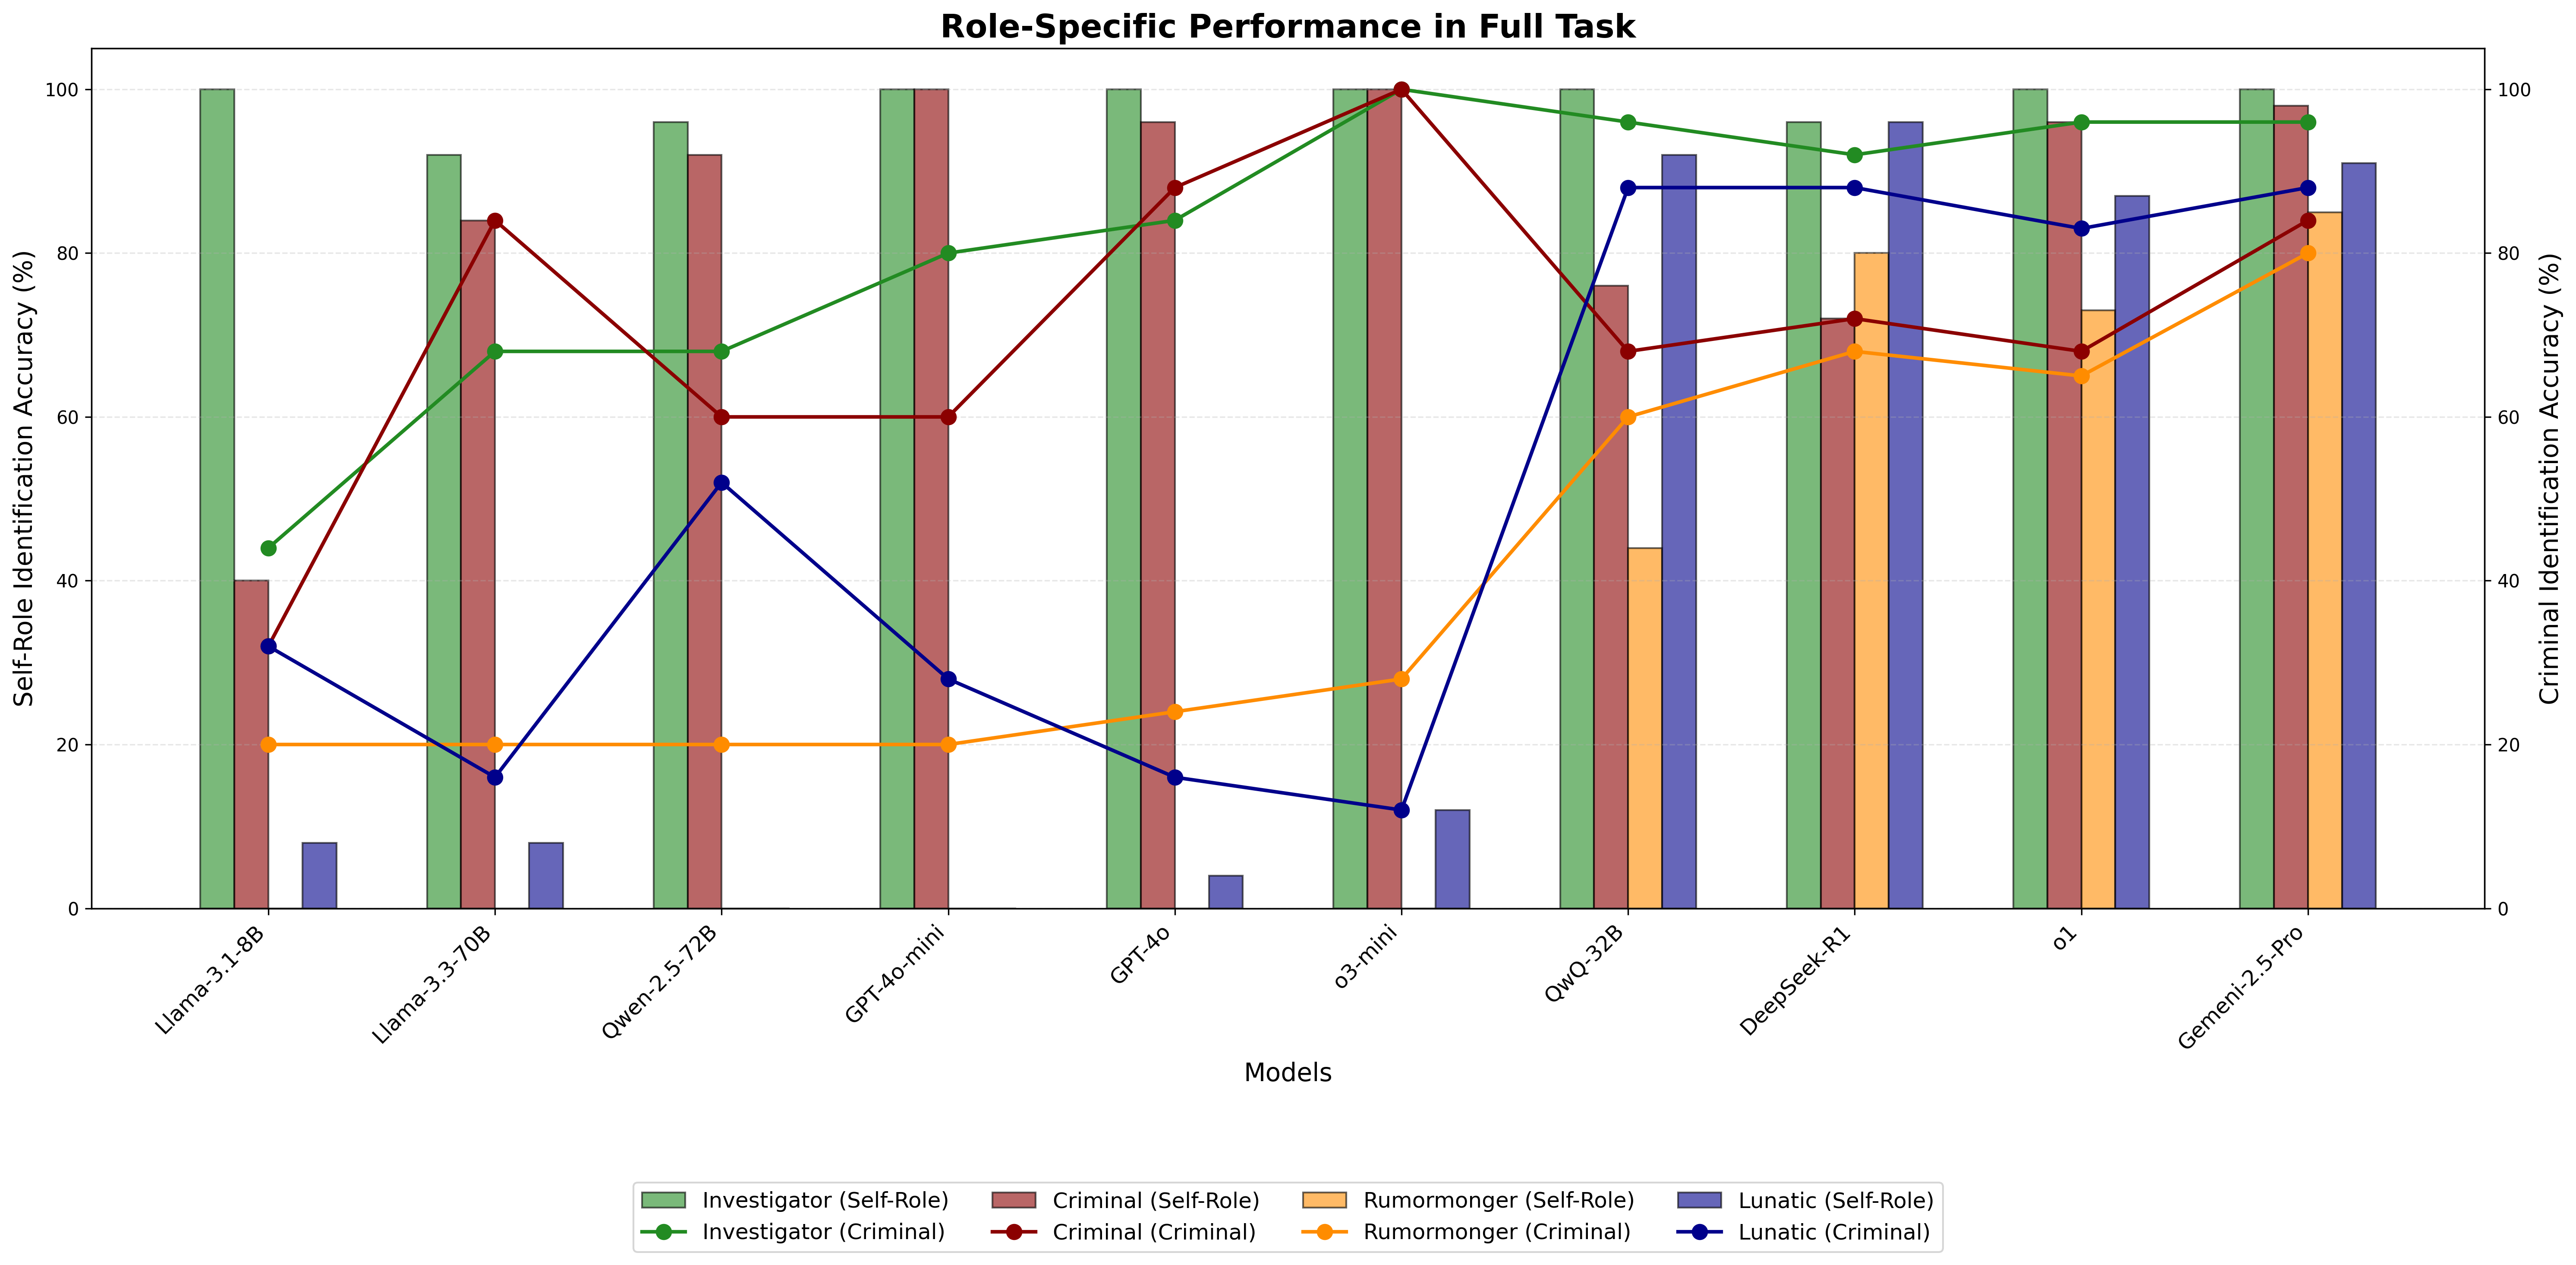 Role-Specific Performance in Full Task
Self-Role Identification Accuracy (%)
100
80
60
40
20
0
Criminal Identification Accuracy (%)
100
80
60
40
20
0
Llama-3.1-8B
Llama-3.3-70B
Qwen-2.5-72B
GPT-4o-mini
GPT-4o
o3-mini
QwQ-32B
DeepSeek-R1
o1
Gemeni-2.5-Pro
Models
Investigator (Self-Role)
Criminal (Self-Role)
Rumormonger (Self-Role)
Lunatic (Self-Role)
Investigator (Criminal)
Criminal (Criminal)
Rumormonger (Criminal)
Lunatic (Criminal)